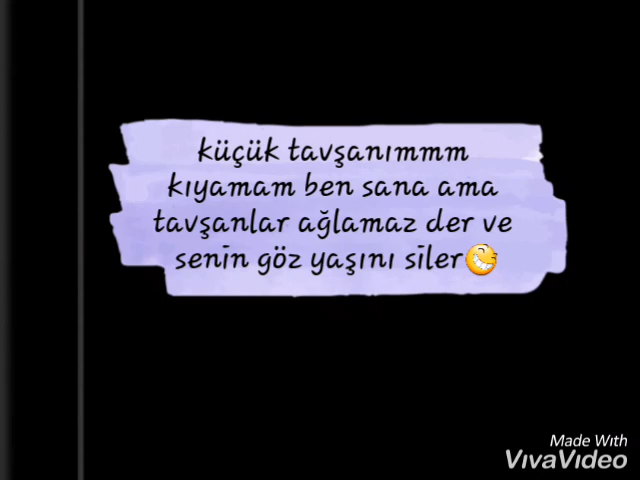 küçük tavşanımmm
kıyamam ben sana ama
tavşanlar ağlamaz der ve
senin göz yaşını siler😆
Made With
VivaVideo